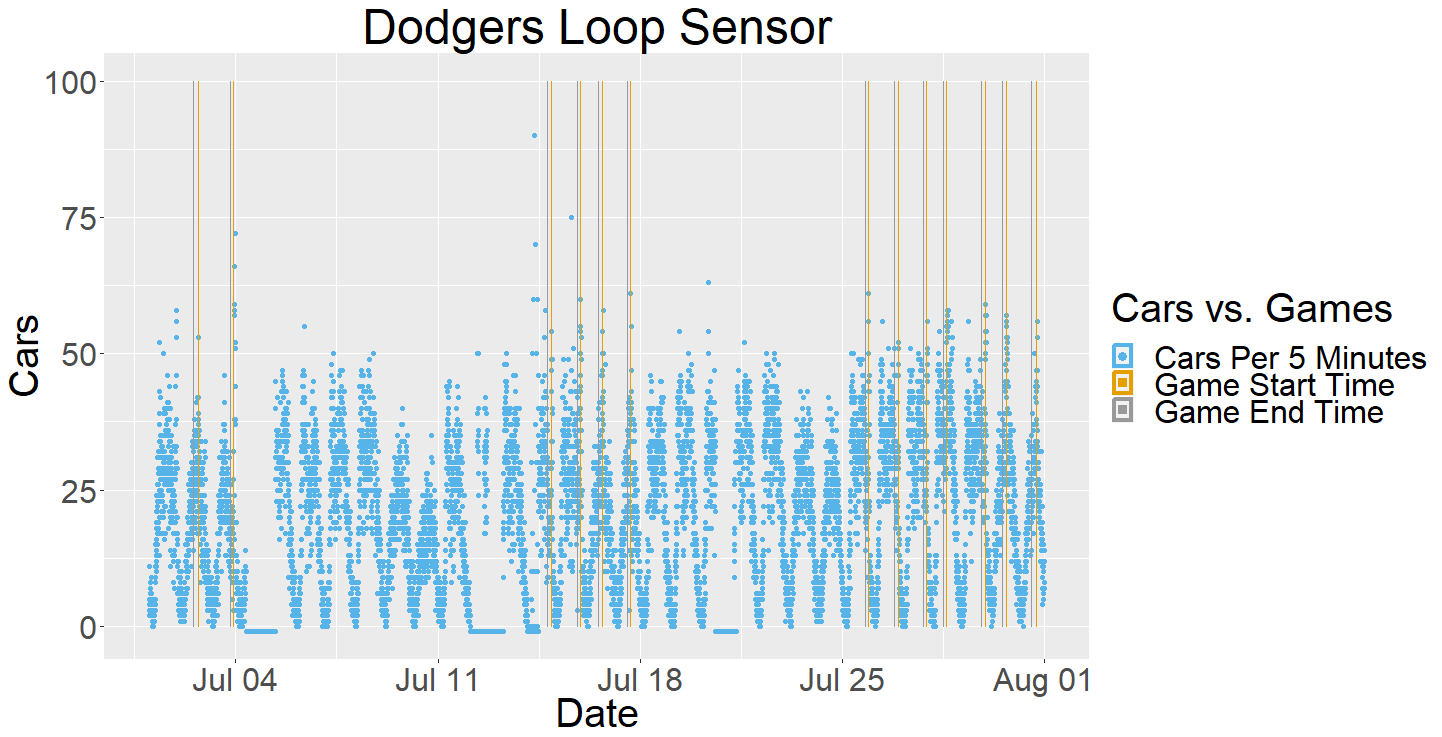 Dodgers Loop Sensor
100
75
50
25
0
Cars
Jul 04
Jul 11
Jul 18
Jul 25
Aug 01
Date
Cars vs. Games
Cars Per 5 Minutes
Game Start Time
Game End Time